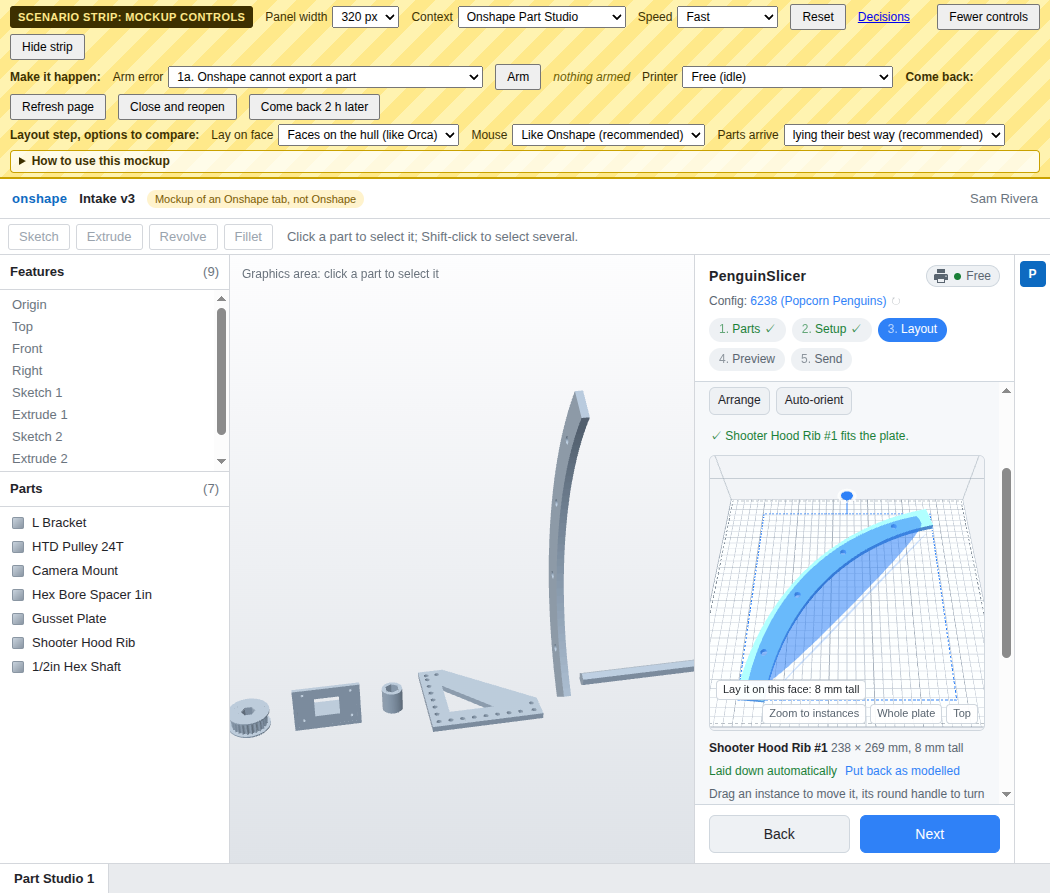 SCENARIO STRIP: MOCKUP CONTROLS Panel width 320 px Context Onshape Part Studio Speed Fast Reset Decisions Fewer controls
Hide strip
Make it happen: Arm error 1a. Onshape cannot export a part Arm nothing armed Printer Free (idle) Come back:
Refresh page Close and reopen Come back 2 h later
Layout step, options to compare: Lay on face Faces on the hull (like Orca) Mouse Like Onshape (recommended) Parts arrive lying their best way (recommended)
How to use this mockup
onshape Intake v3 Mockup of an Onshape tab, not Onshape Sam Rivera
Sketch Extrude Revolve Fillet Click a part to select it; Shift-click to select several.
Features (9)
Origin
Top
Front
Right
Sketch 1
Extrude 1
Sketch 2
Extrude 2
Parts (7)
L Bracket
HTD Pulley 24T
Camera Mount
Hex Bore Spacer 1in
Gusset Plate
Shooter Hood Rib
1/2in Hex Shaft
Graphics area: click a part to select it
PenguinSlicer Free
Config: 6238 (Popcorn Penguins)
1. Parts ✓ 2. Setup ✓ 3. Layout
4. Preview 5. Send
Arrange Auto-orient
✓ Shooter Hood Rib #1 fits the plate.
Lay it on this face: 8 mm tall
Zoom to instances Whole plate Top
Shooter Hood Rib #1 238 × 269 mm, 8 mm tall
Laid down automatically Put back as modelled
Drag an instance to move it, its round handle to turn
Back Next
P
Part Studio 1